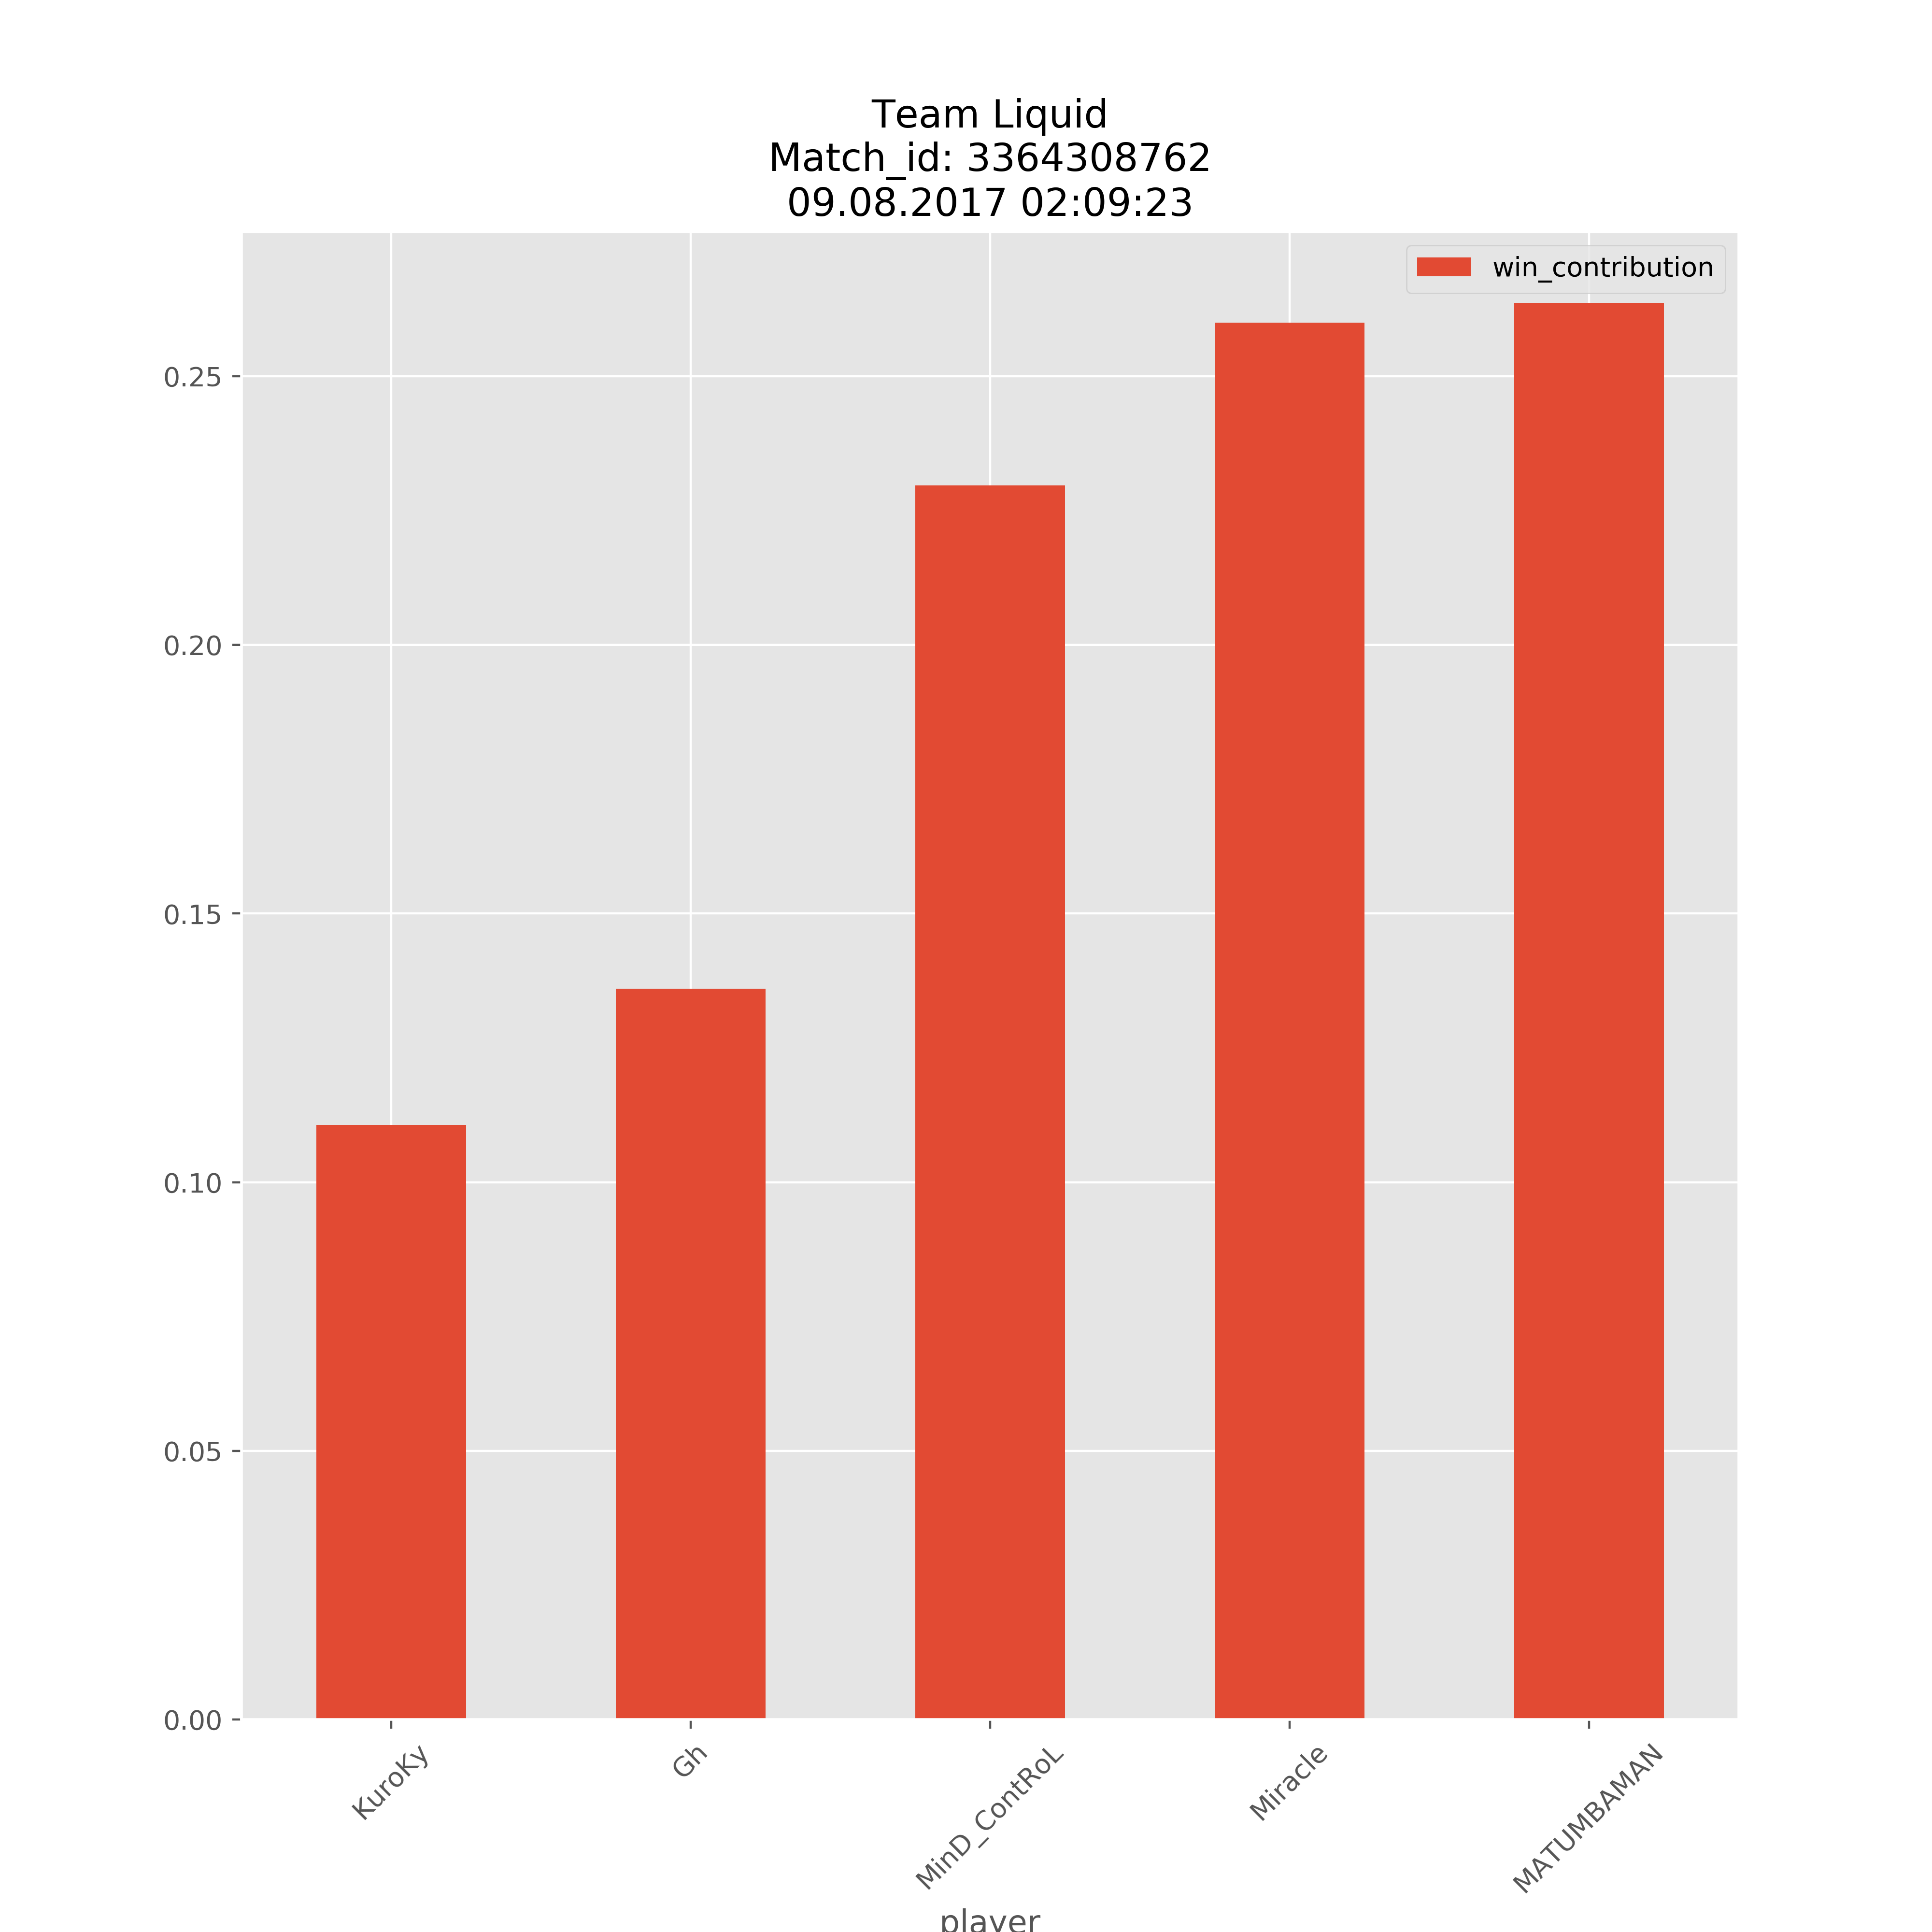 Team Liquid
Match_id: 3364308762
09.08.2017 02:09:23
win_contribution
0.25
0.20
0.15
0.10
0.05
0.00
KuroKy
Gh
MinD_ContRoL
Miracle
MATUMBAMAN
player